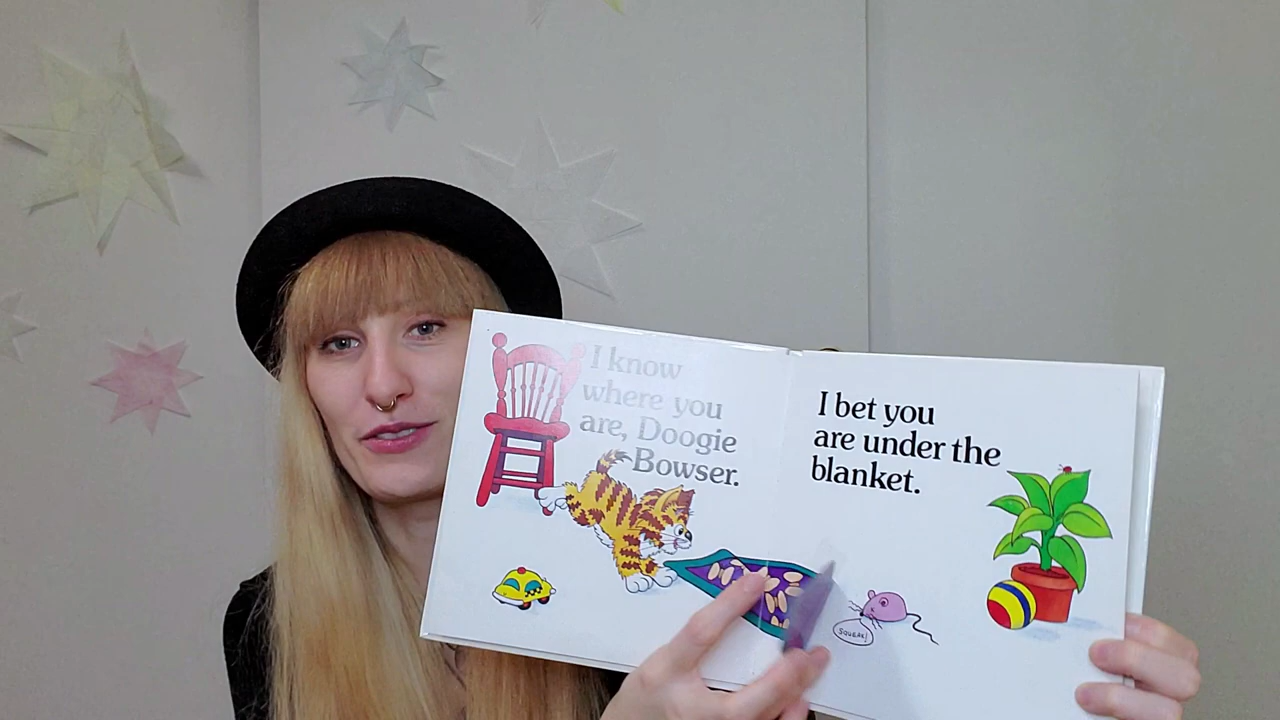 I know
where you
are, Doogie
Bowser.
I bet you
are under the
blanket.
SQUEAK!